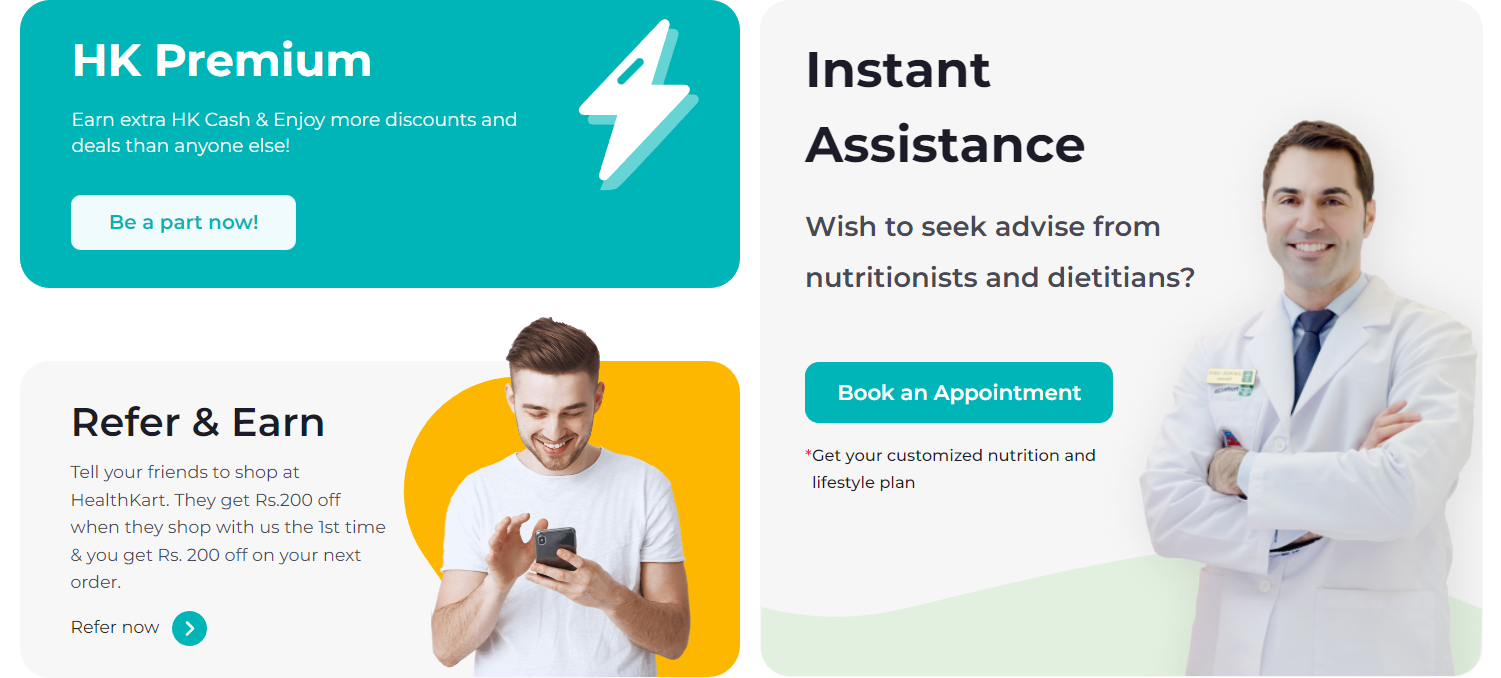 HK Premium
Earn extra HK Cash & Enjoy more discounts and
deals than anyone else!
Be a part now!
Refer & Earn
Tell your friends to shop at
HealthKart. They get Rs.200 off
when they shop with us the 1st time
& you get Rs. 200 off on your next
order.
Refer now
Instant
Assistance
Wish to seek advise from
nutritionists and dietitians?
Book an Appointment
*Get your customized nutrition and
lifestyle plan